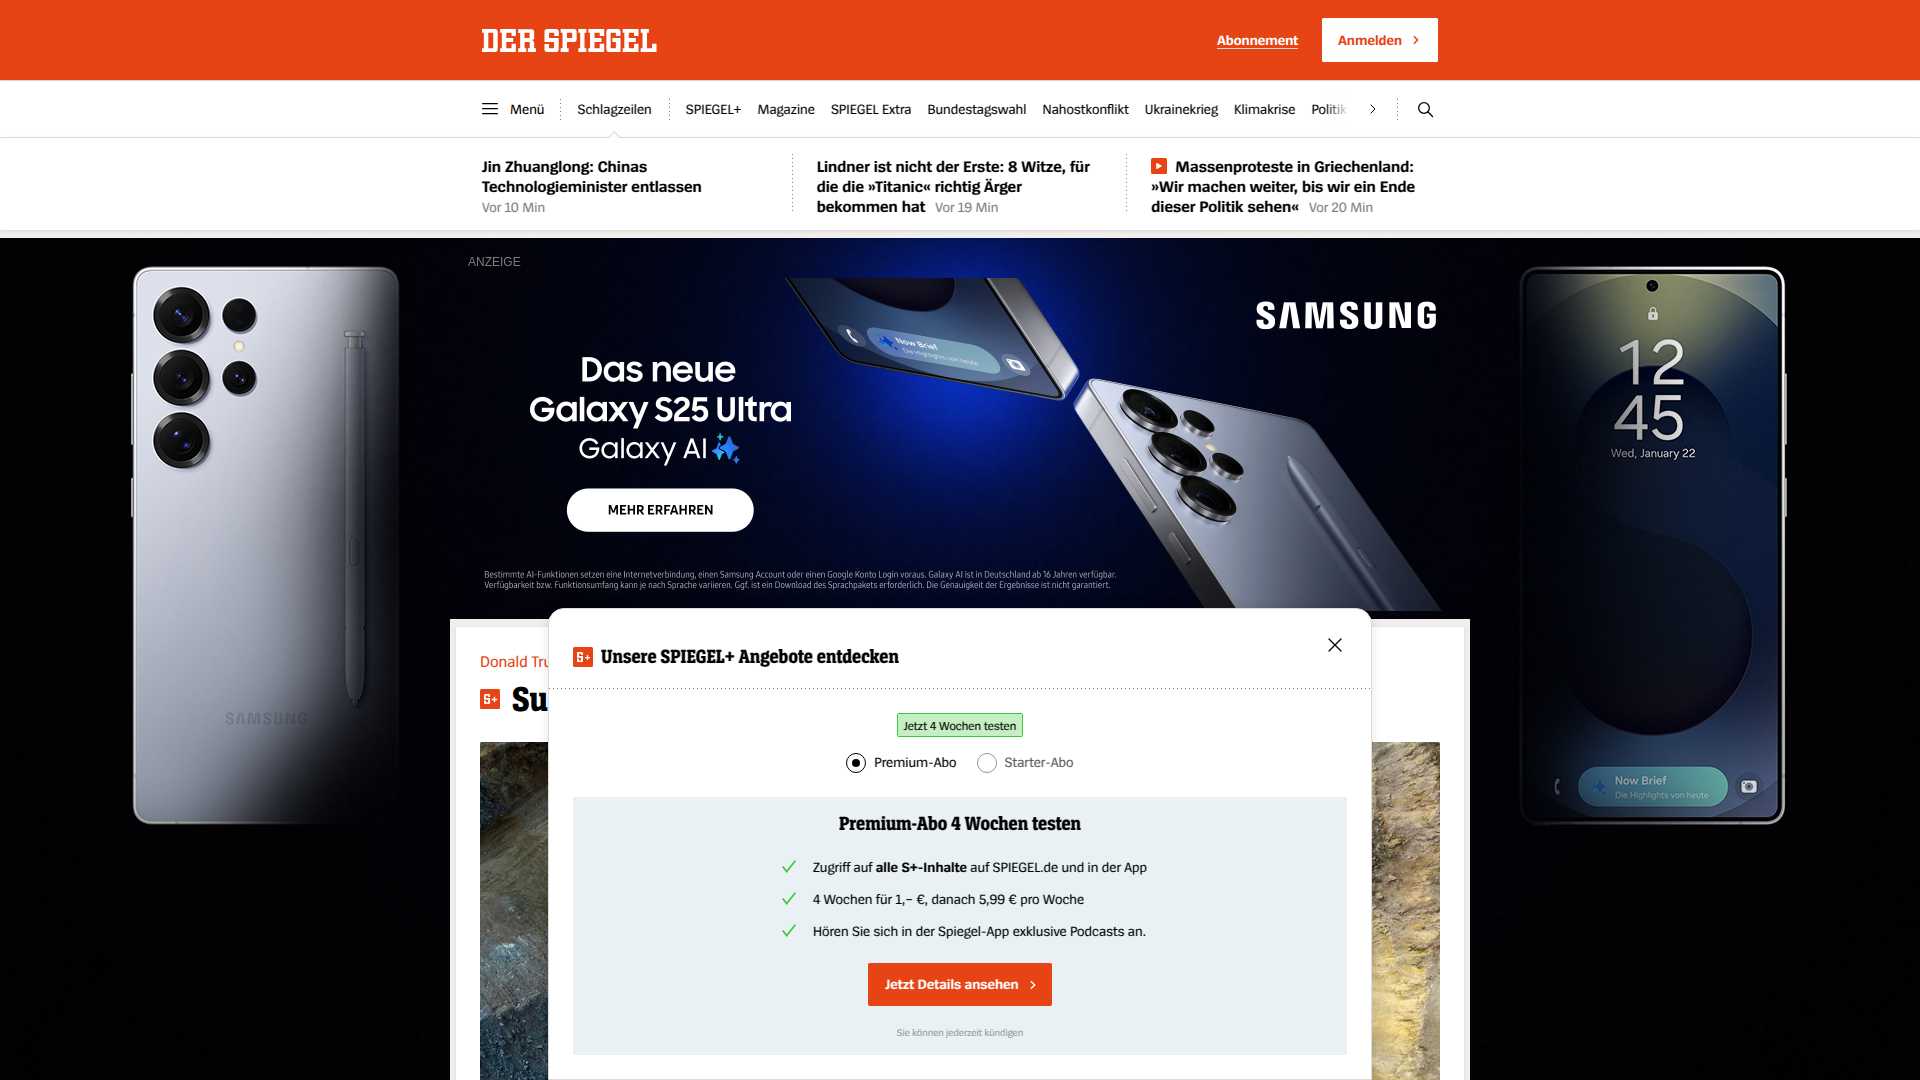 DER SPIEGEL
Abonnement
Anmelden
Menü
Schlagzeilen
SPIEGEL+
Magazine
SPIEGEL Extra
Bundestagswahl
Nahostkonflikt
Ukrainekrieg
Klimakrise
Politik
Jin Zhuanglong: Chinas
Technologieminister entlassen
Vor 10 Min
Lindner ist nicht der Erste: 8 Witze, für
die die »Titanic« richtig Ärger
bekommen hat Vor 19 Min
Massenproteste in Griechenland:
»Wir machen weiter, bis wir ein Ende
dieser Politik sehen« Vor 20 Min
ANZEIGE
SAMSUNG
Now Brief
Die Highlights von heute
Das neue
Galaxy S25 Ultra
Galaxy AI
MEHR ERFAHREN
Bestimmte AI-Funktionen setzen eine Internetverbindung, einen Samsung Account oder einen Google Konto Login voraus. Galaxy AI ist in Deutschland ab 16 Jahren verfügbar.
Verfügbarkeit bzw. Funktionsumfang kann je nach Sprache variieren. Ggf. ist ein Download des Sprachpakets erforderlich. Die Genauigkeit der Ergebnisse ist nicht garantiert.
SAMSUNG
12
45
Wed, January 22
Now Brief
Die Highlights von heute
Donald Tru
S+ Su
S+ Unsere SPIEGEL+ Angebote entdecken
Jetzt 4 Wochen testen
Premium-Abo
Starter-Abo
Premium-Abo 4 Wochen testen
Zugriff auf alle S+-Inhalte auf SPIEGEL.de und in der App
4 Wochen für 1,– €, danach 5,99 € pro Woche
Hören Sie sich in der Spiegel-App exklusive Podcasts an.
Jetzt Details ansehen
Sie können jederzeit kündigen